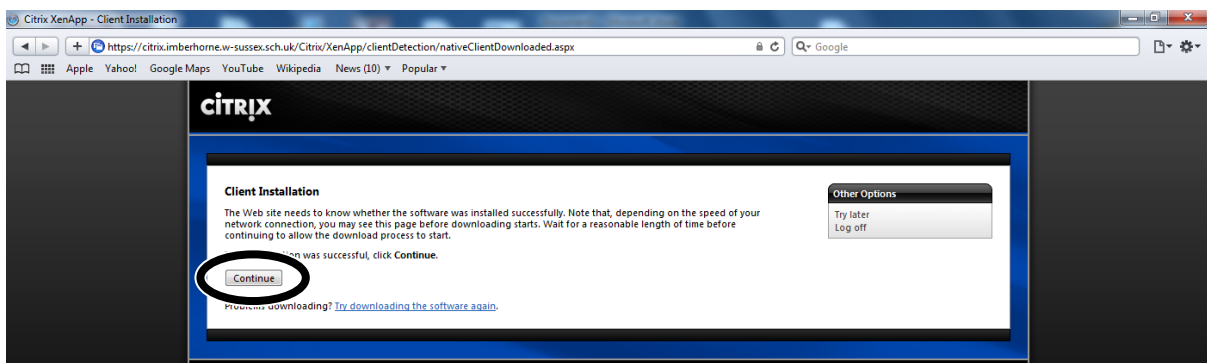 Citrix XenApp - Client Installation
https://citrix.imberhorne.w-sussex.sch.uk/Citrix/XenApp/clientDetection/nativeClientDownloaded.aspx
Google
Apple Yahoo! Google Maps YouTube Wikipedia News (10) Popular
CİTRIX
Client Installation
The Web site needs to know whether the software was installed successfully. Note that, depending on the speed of your
network connection, you may see this page before downloading starts. Wait for a reasonable length of time before
continuing to allow the download process to start.
was successful, click Continue.
Continue
downloading? Try downloading the software again.
Other Options
Try later
Log off